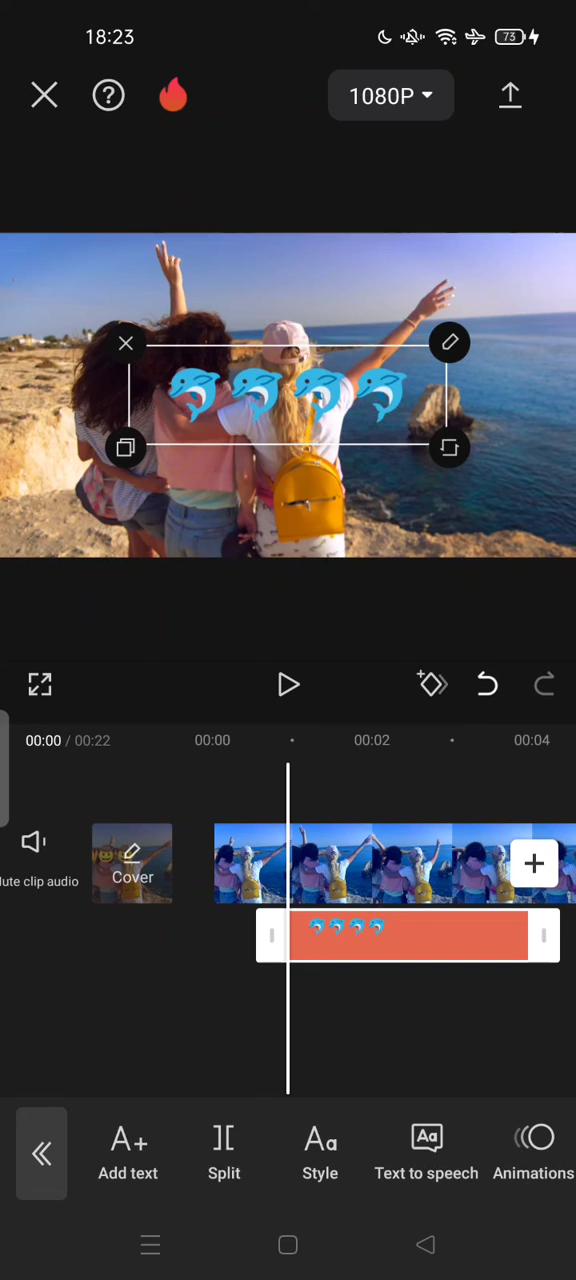 18:23
73
1080P
🐬🐬🐬🐬
00:00 / 00:22
00:00
00:02
00:04
lute clip audio
Cover
🐬🐬🐬🐬
Add text
Split
Style
Text to speech
Animations